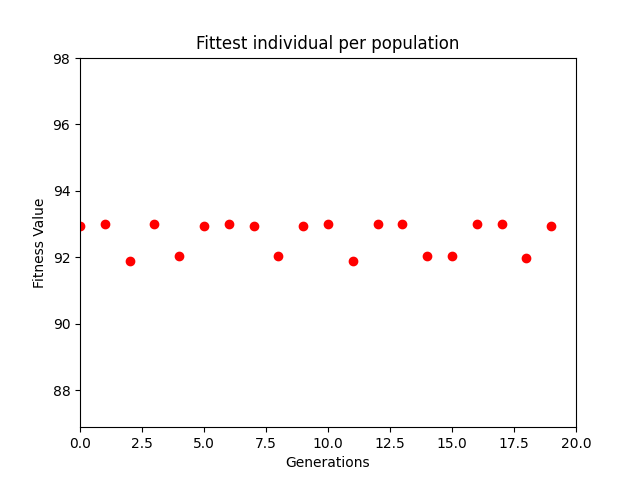 Fittest individual per population
98
96
94
92
90
88
Fitness Value
0.0 2.5 5.0 7.5 10.0 12.5 15.0 17.5 20.0
Generations